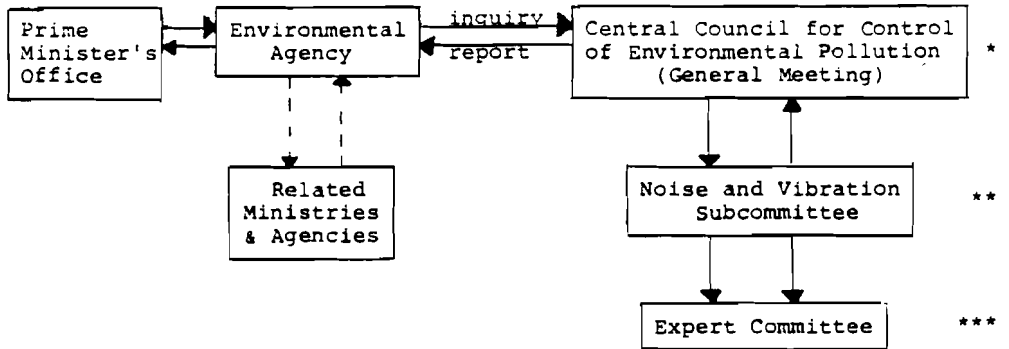 Prime
Minister's
Office
Environmental
Agency
inquiry
report
Central Council for Control
of Environmental Pollution
(General Meeting)
*
Related
Ministries
& Agencies
Noise and Vibration
Subcommittee
**
Expert Committee
***